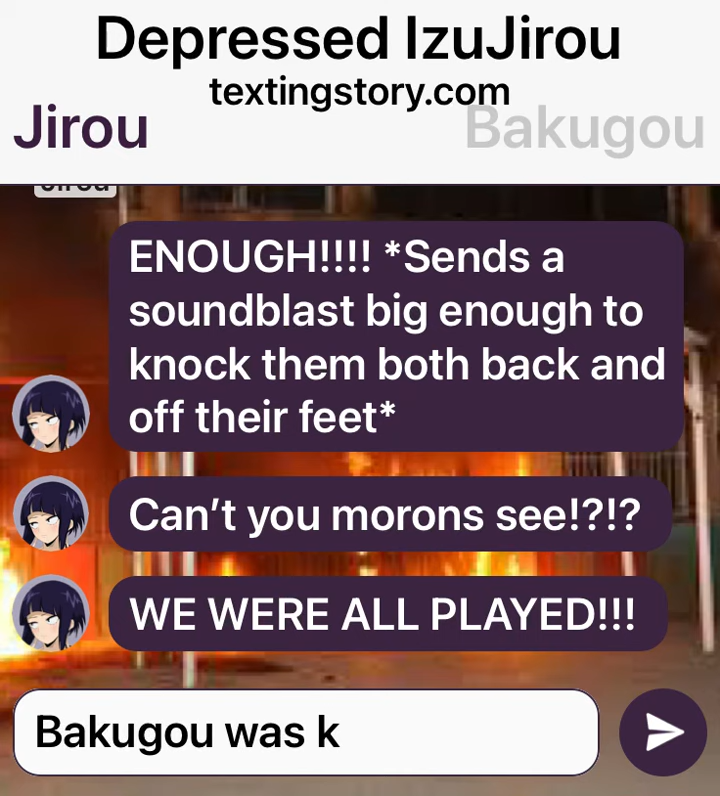 Depressed IzuJirou
textingstory.com
Jirou
Bakugou
Jirou
ENOUGH!!!! *Sends a
soundblast big enough to
knock them both back and
off their feet*
Can’t you morons see!?!?
WE WERE ALL PLAYED!!!
Bakugou was k